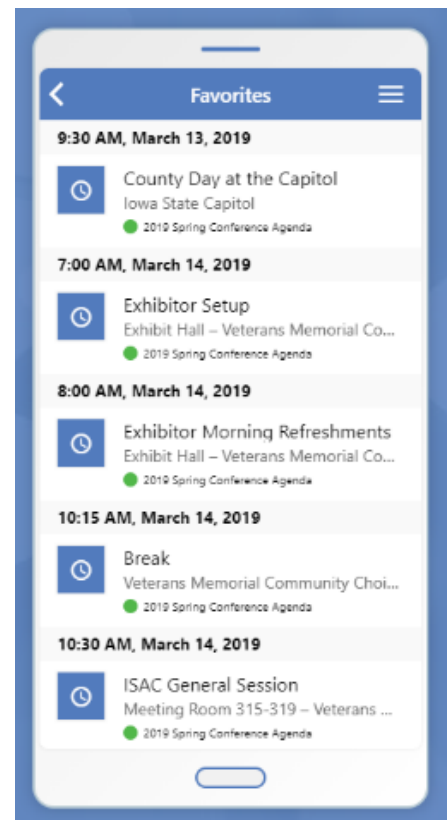 Favorites
9:30 AM, March 13, 2019
County Day at the Capitol
Iowa State Capitol
2019 Spring Conference Agenda
7:00 AM, March 14, 2019
Exhibitor Setup
Exhibit Hall – Veterans Memorial Co...
2019 Spring Conference Agenda
8:00 AM, March 14, 2019
Exhibitor Morning Refreshments
Exhibit Hall – Veterans Memorial Co...
2019 Spring Conference Agenda
10:15 AM, March 14, 2019
Break
Veterans Memorial Community Choi...
2019 Spring Conference Agenda
10:30 AM, March 14, 2019
ISAC General Session
Meeting Room 315-319 – Veterans ...
2019 Spring Conference Agenda